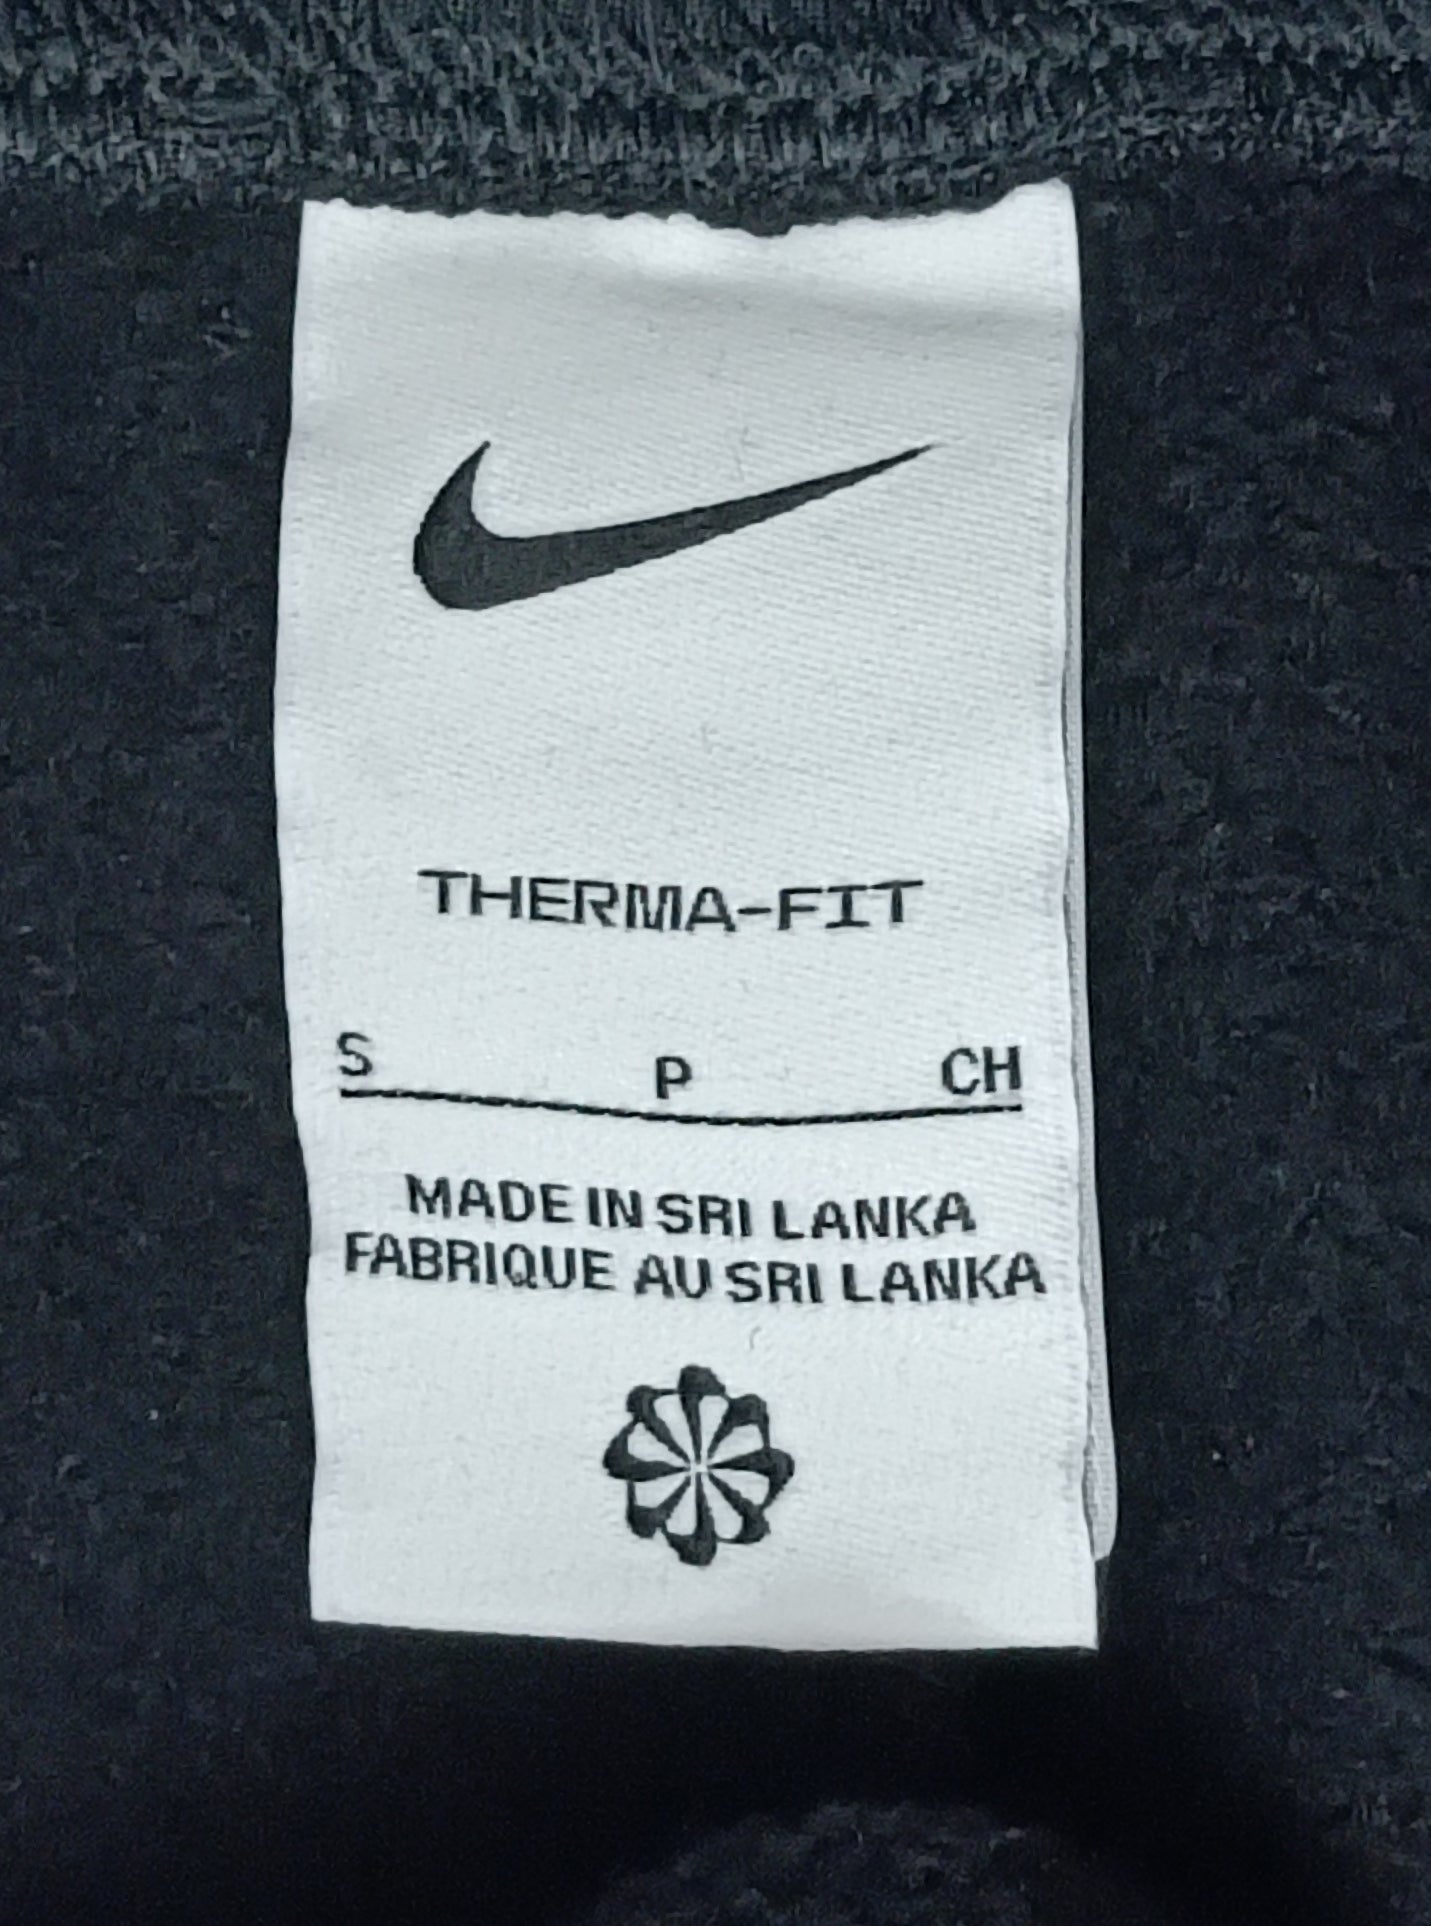 THERMA-FIT
S P CH
MADE IN SRI LANKA
FABRIQUE AU SRI LANKA